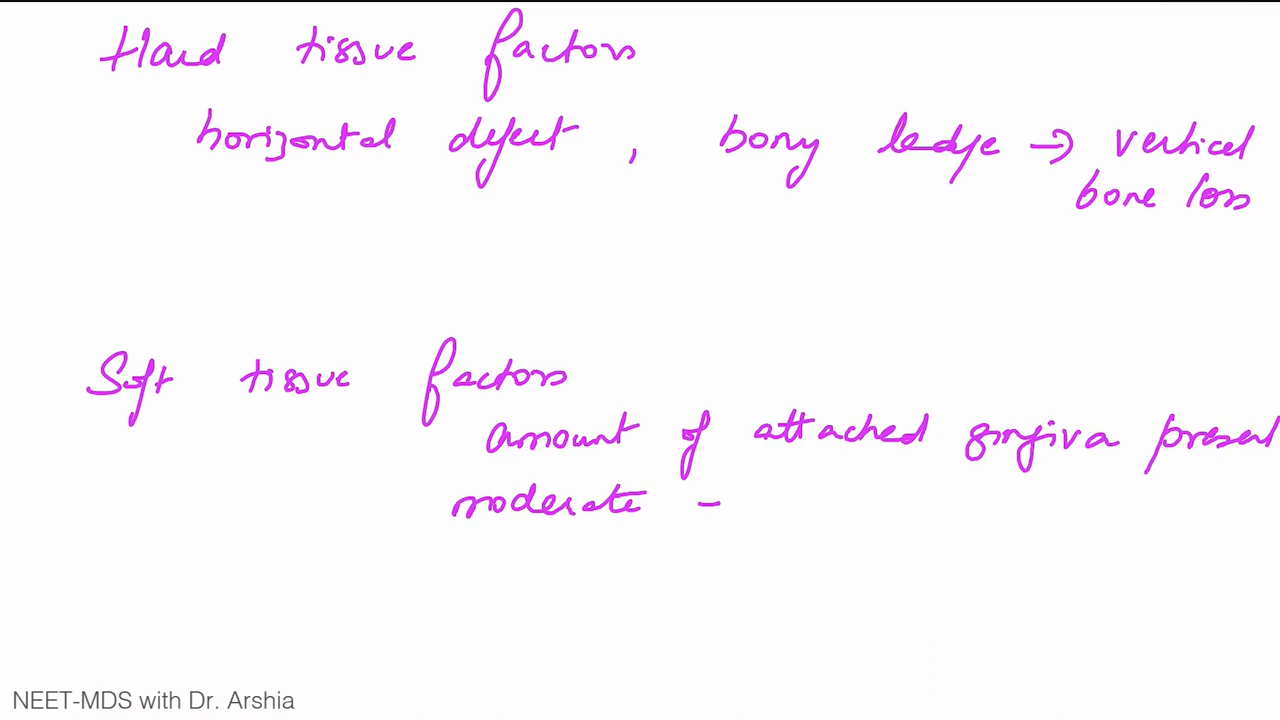 Hard tissue factors
horizontal defect , bony ledge → vertical
bone loss
Soft tissue factors
amount of attached gingiva present
moderate -
NEET-MDS with Dr. Arshia